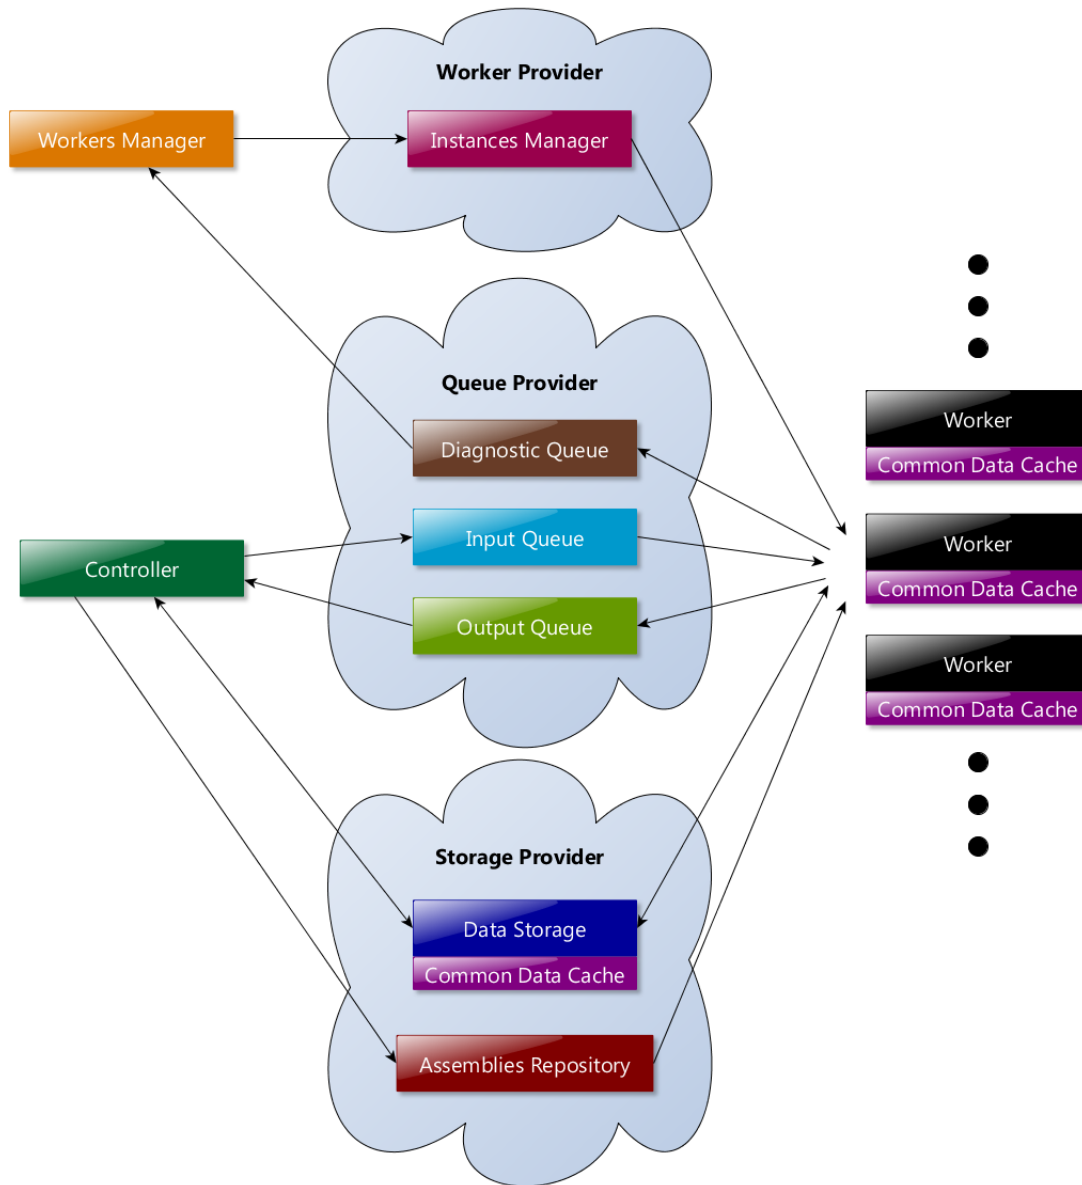 Worker Provider
Workers Manager
Instances Manager
Queue Provider
Diagnostic Queue
Input Queue
Output Queue
Controller
Worker
Common Data Cache
Worker
Common Data Cache
Worker
Common Data Cache
Storage Provider
Data Storage
Common Data Cache
Assemblies Repository